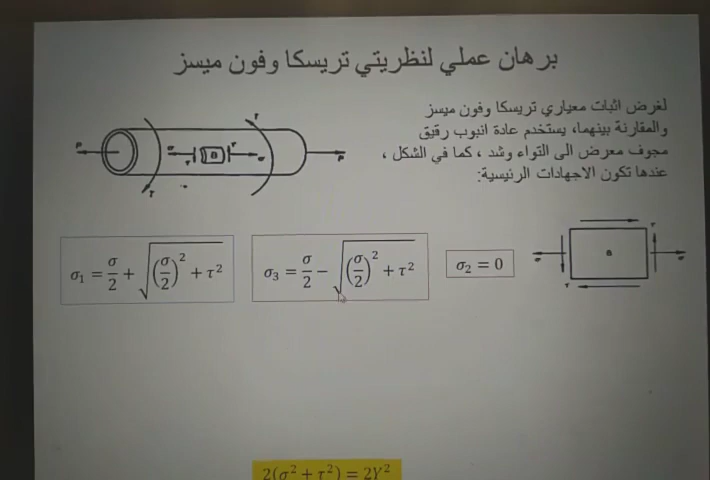 برهان عملي لنظريتي تريسكا وفون ميسز
لغرض اثبات معياري تريسكا وفون ميسز
والمقارنة بينهما، يستخدم عادة انبوب رقيق
مجوف معرض الى التواء وشد ، كما في الشكل ،
عندها تكون الاجهادات الرئيسية:
P T σ τ a τ σ T P
σ₁ = σ/2 + √((σ/2)² + τ²)
σ₃ = σ/2 − √((σ/2)² + τ²)
σ₂ = 0
σ τ a τ σ
2(σ² + τ²) = 2Y²